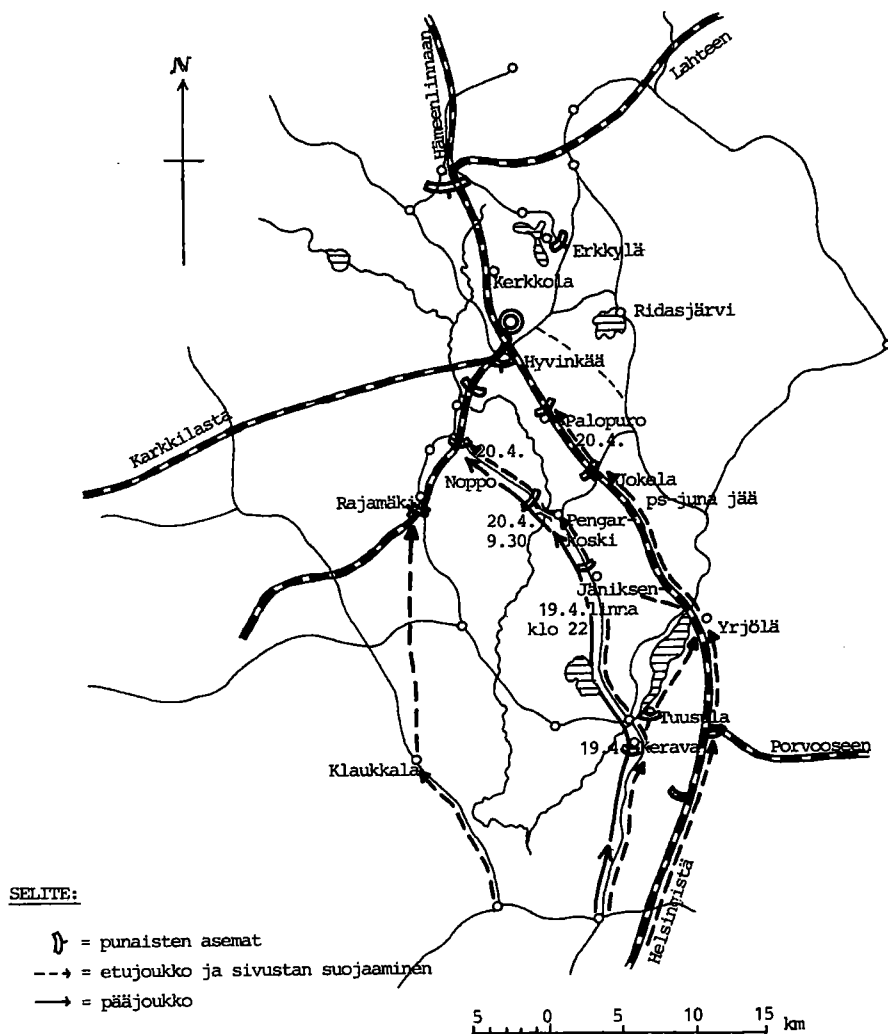 N
Hämeenlinnaan
Lahteen
Erkkylä
Kerkkola
Ridasjärvi
Hyvinkää
Karkkilasta
Palopuro
20.4.
20.4.
Jokela
Noppo
ps-juna jää
Rajamäki
20.4.
9.30
Pengar-
koski
Jäniksen-
19.4. linna
klo 22
Yrjölä
Tuusula
19.4. Kerava
Porvooseen
Klaukkala
Helsingistä
SELITE:
= punaisten asemat
= etujoukko ja sivustan suojaaminen
= pääjoukko
5 0 5 10 15 km